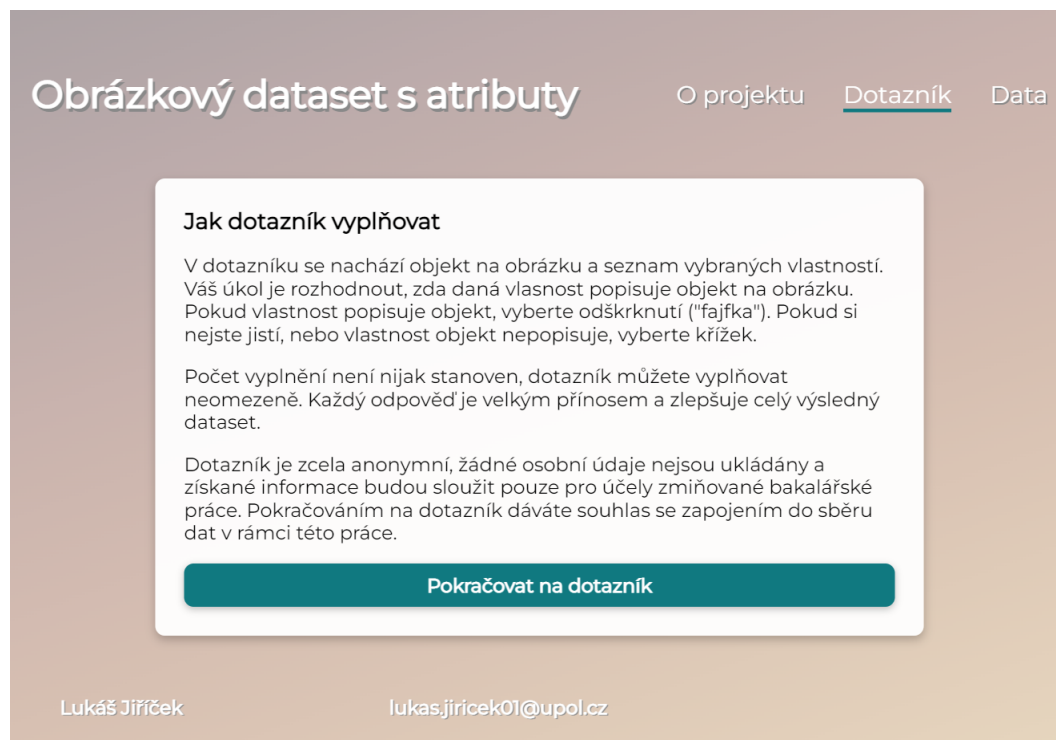 Obrázkový dataset s atributy
O projektu Dotazník Data
Jak dotazník vyplňovat
V dotazníku se nachází objekt na obrázku a seznam vybraných vlastností.
Váš úkol je rozhodnout, zda daná vlasnost popisuje objekt na obrázku.
Pokud vlastnost popisuje objekt, vyberte odškrknutí ("fajfka"). Pokud si
nejste jistí, nebo vlastnost objekt nepopisuje, vyberte křížek.
Počet vyplnění není nijak stanoven, dotazník můžete vyplňovat
neomezeně. Každý odpověď je velkým přínosem a zlepšuje celý výsledný
dataset.
Dotazník je zcela anonymní, žádné osobní údaje nejsou ukládány a
získané informace budou sloužit pouze pro účely zmiňované bakalářské
práce. Pokračováním na dotazník dáváte souhlas se zapojením do sběru
dat v rámci této práce.
Pokračovat na dotazník
Lukáš Jiříček
lukas.jiricek01@upol.cz